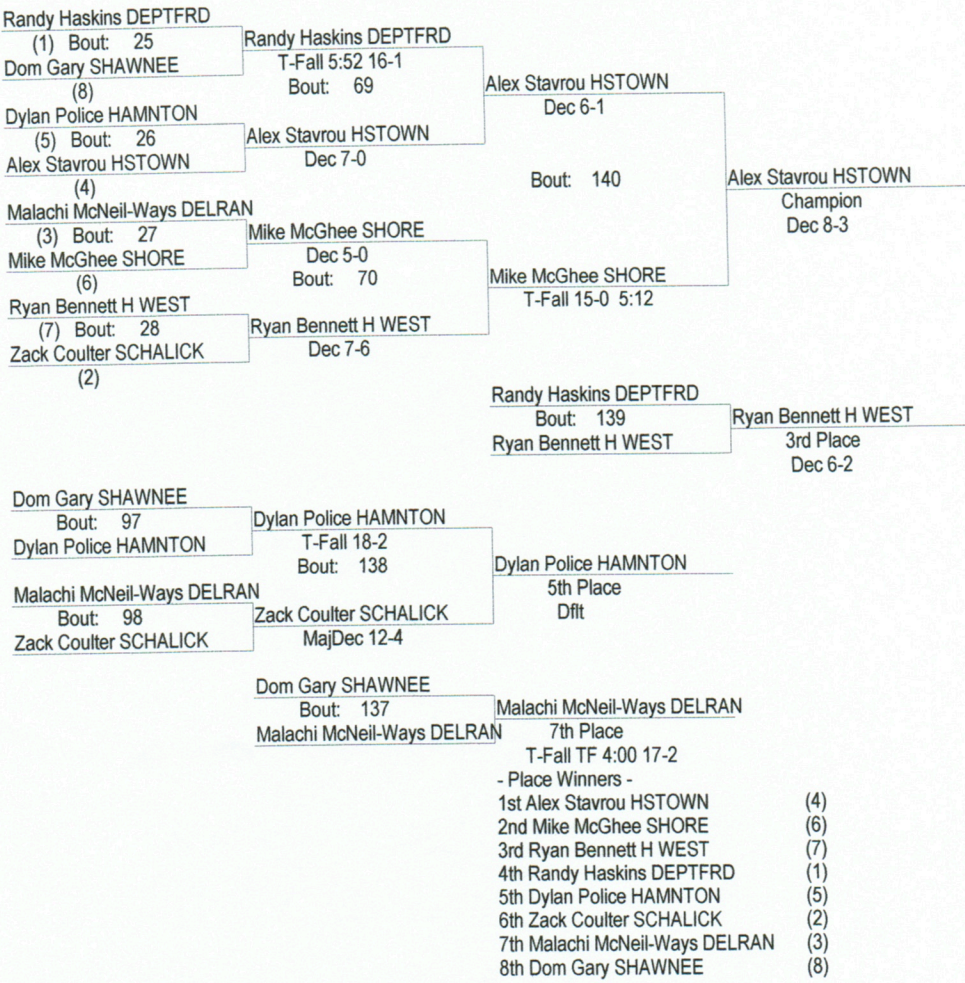 Randy Haskins DEPTFRD
(1) Bout: 25
Dom Gary SHAWNEE
(8)
Dylan Police HAMNTON
(5) Bout: 26
Alex Stavrou HSTOWN
(4)
Malachi McNeil-Ways DELRAN
(3) Bout: 27
Mike McGhee SHORE
(6)
Ryan Bennett H WEST
(7) Bout: 28
Zack Coulter SCHALICK
(2)
Randy Haskins DEPTFRD
T-Fall 5:52 16-1
Bout: 69
Alex Stavrou HSTOWN
Dec 7-0
Mike McGhee SHORE
Dec 5-0
Bout: 70
Ryan Bennett H WEST
Dec 7-6
Alex Stavrou HSTOWN
Dec 6-1
Bout: 140
Mike McGhee SHORE
T-Fall 15-0 5:12
Alex Stavrou HSTOWN
Champion
Dec 8-3
Randy Haskins DEPTFRD
Bout: 139
Ryan Bennett H WEST
Ryan Bennett H WEST
3rd Place
Dec 6-2
Dom Gary SHAWNEE
Bout: 97
Dylan Police HAMNTON
Malachi McNeil-Ways DELRAN
Bout: 98
Zack Coulter SCHALICK
Dylan Police HAMNTON
T-Fall 18-2
Bout: 138
Zack Coulter SCHALICK
MajDec 12-4
Dylan Police HAMNTON
5th Place
Dflt
Dom Gary SHAWNEE
Bout: 137
Malachi McNeil-Ways DELRAN
Malachi McNeil-Ways DELRAN
7th Place
T-Fall TF 4:00 17-2
- Place Winners -
1st Alex Stavrou HSTOWN (4)
2nd Mike McGhee SHORE (6)
3rd Ryan Bennett H WEST (7)
4th Randy Haskins DEPTFRD (1)
5th Dylan Police HAMNTON (5)
6th Zack Coulter SCHALICK (2)
7th Malachi McNeil-Ways DELRAN (3)
8th Dom Gary SHAWNEE (8)